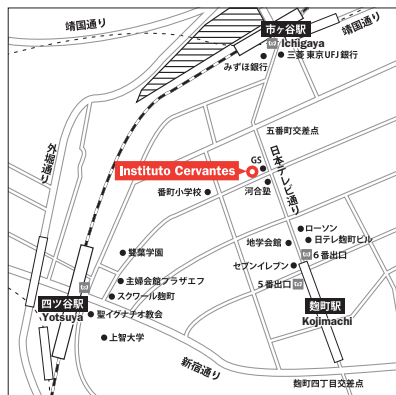 靖国通り
市ヶ谷駅
Ichigaya
靖国通り
三菱 東京UFJ 銀行
みずほ銀行
五番町交差点
外堀通り
日本テレビ通り
GS
Instituto Cervantes
番町小学校
河合塾
ローソン
地学会館
日テレ麹町ビル
雙葉学園
6番出口
セブンイレブン
主婦会館プラザエフ
5番出口
スクワール麹町
四ツ谷駅
Yotsuya
麹町駅
Kojimachi
聖イグナチオ教会
上智大学
新宿通り
麹町四丁目交差点